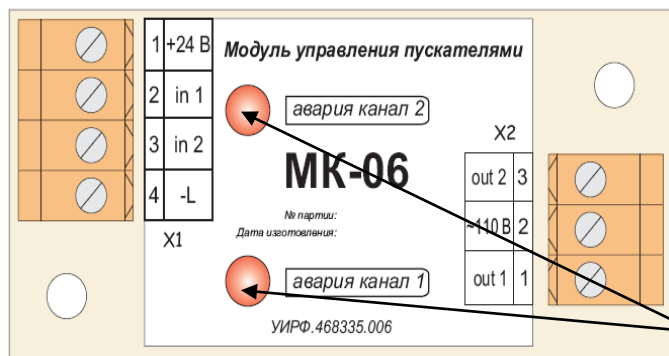 Модуль управления пускателями
1 +24 В
2 in 1
3 in 2
4 -L
X1
авария канал 2
МК-06
№ партии:
Дата изготовления:
авария канал 1
УИРФ.468335.006
X2
out 2 3
~110 В 2
out 1 1